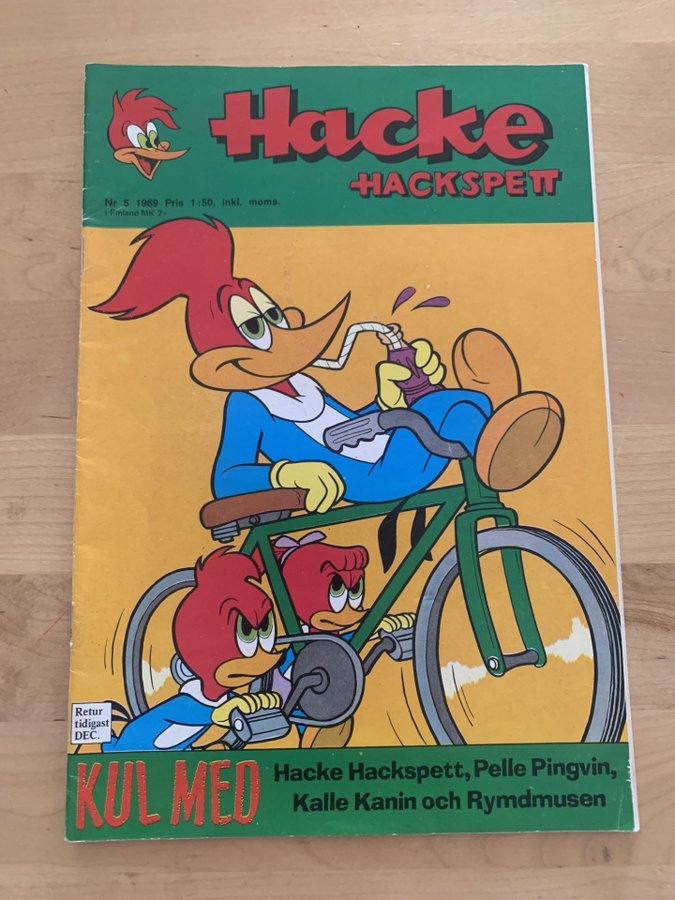 Hacke
HACKSPETT
Nr 5 1969 Pris 1:50, inkl. moms.
I Finland MK 2:-
Retur
tidigast
DEC.
KUL MED
Hacke Hackspett, Pelle Pingvin,
Kalle Kanin och Rymdmusen